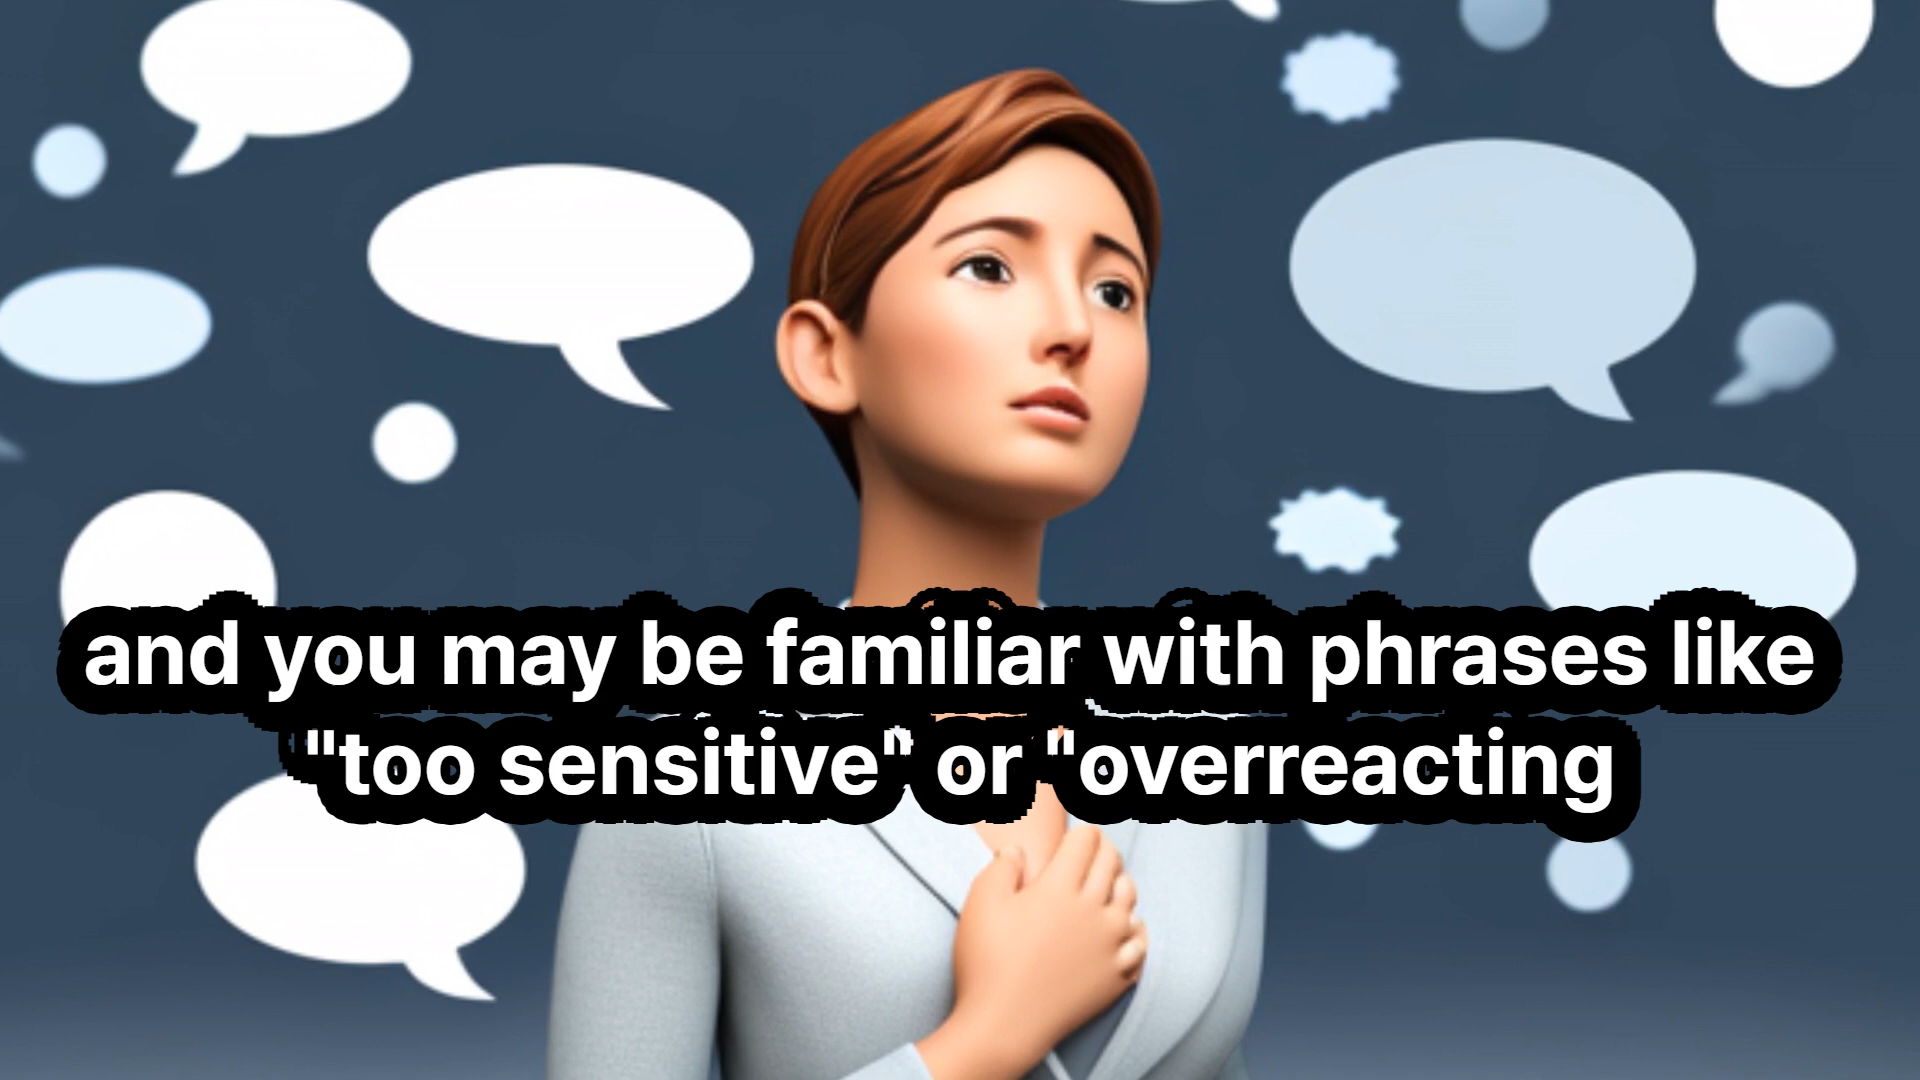 and you may be familiar with phrases like
"too sensitive" or "overreacting